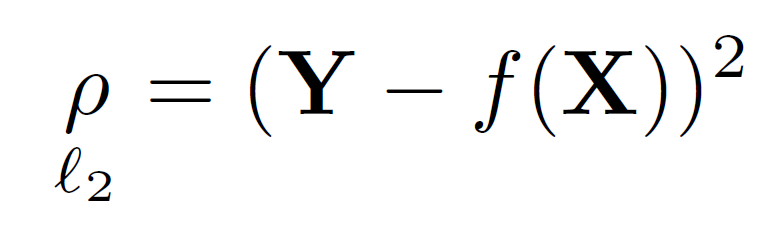 ρ = (Y − f(X))²
ℓ₂